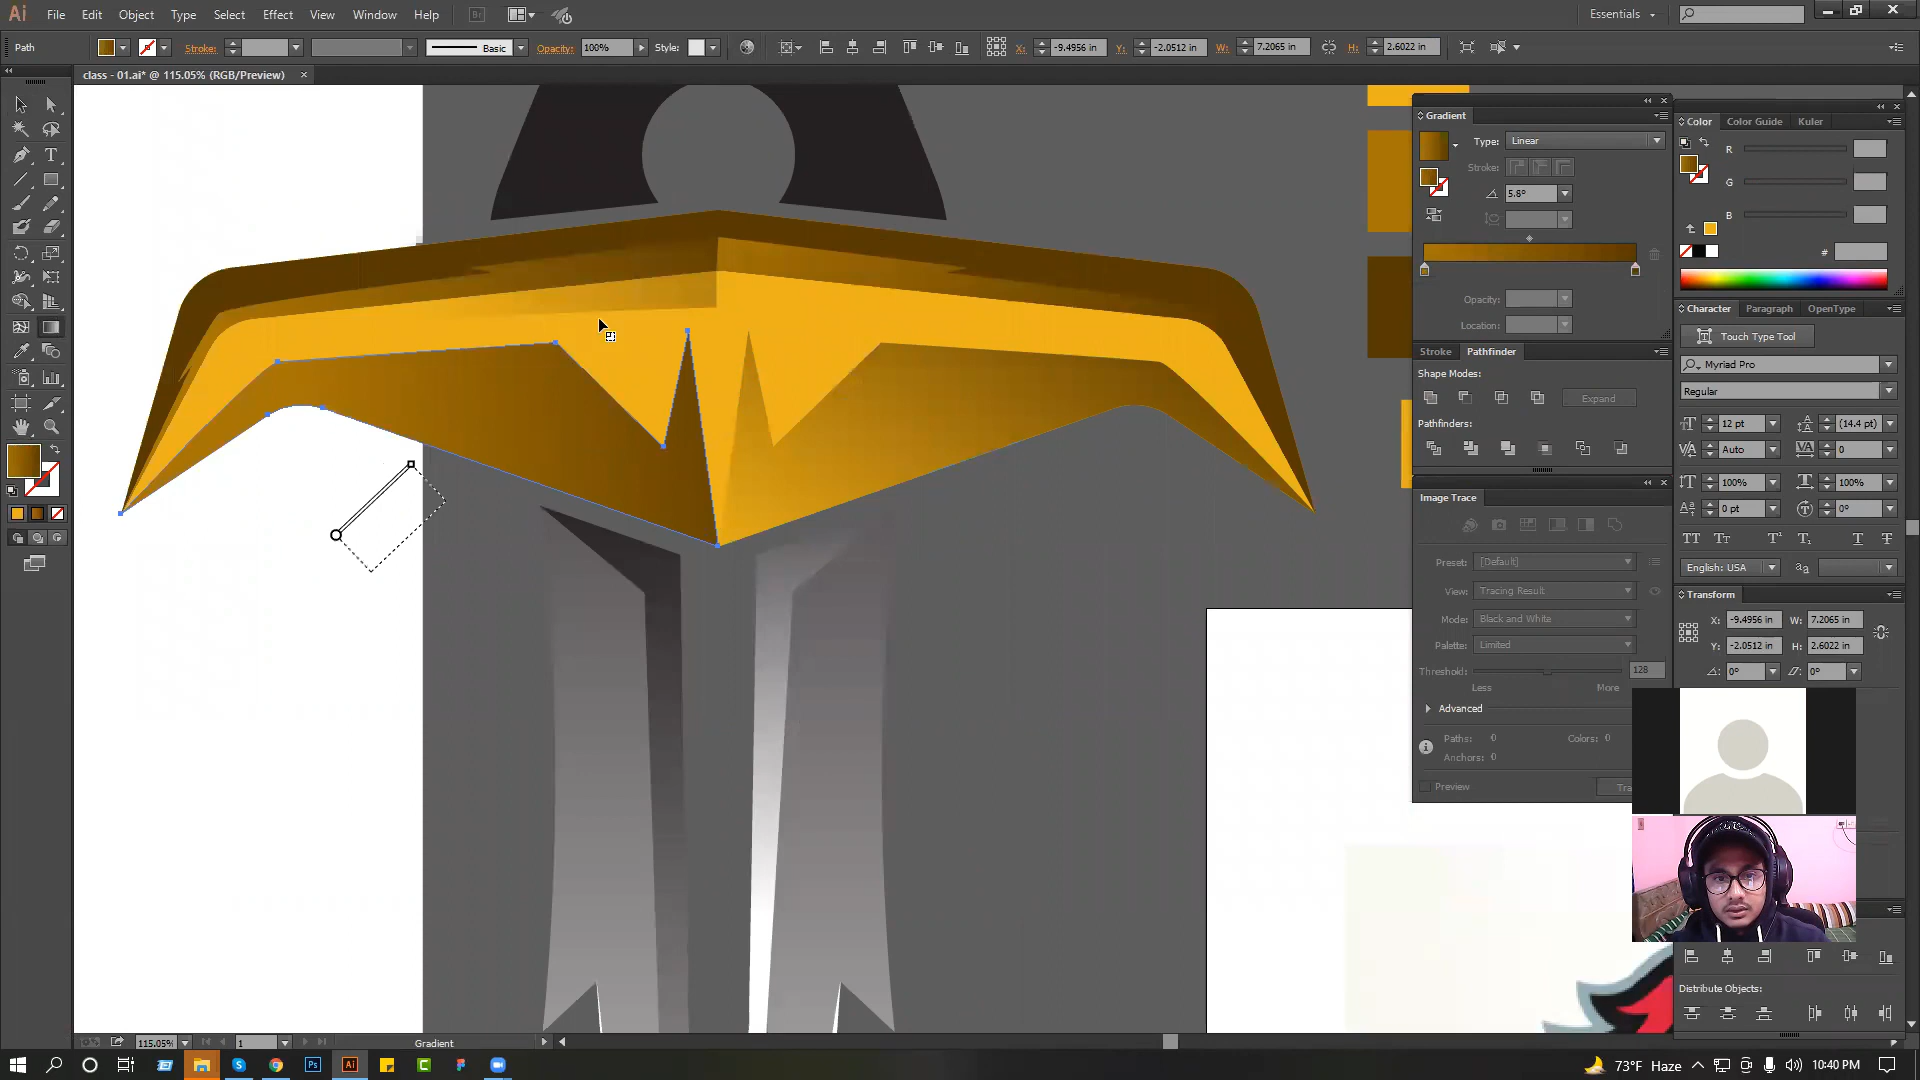 Ai File Edit Object Type Select Effect View Window Help Br Essentials
Path Stroke: Basic Opacity: 100% Style: X: -9.4956 in Y: -2.0512 in W: 7.2065 in H: 2.6022 in
class - 01.ai* @ 115.05% (RGB/Preview)
Gradient
Type: Linear
Stroke:
5.8°
Opacity:
Location:
Stroke Pathfinder
Shape Modes:
Expand
Pathfinders:
Image Trace
Preset: [Default]
View: Tracing Result
Mode: Black and White
Palette: Limited
Threshold: 128
Less More
Advanced
Paths: 0 Colors: 0
Anchors: 0
Preview
Tra
Color Color Guide Kuler
R
G
B
#
Character Paragraph OpenType
Touch Type Tool
Myriad Pro
Regular
12 pt (14.4 pt)
Auto 0
100% 100%
0 pt 0°
English: USA
Transform
X: -9.4956 in W: 7.2065 in
Y: -2.0512 in H: 2.6022 in
0° 0°
Distribute Objects:
115.05% 1 Gradient
Ps Ai 73°F Haze 10:40 PM